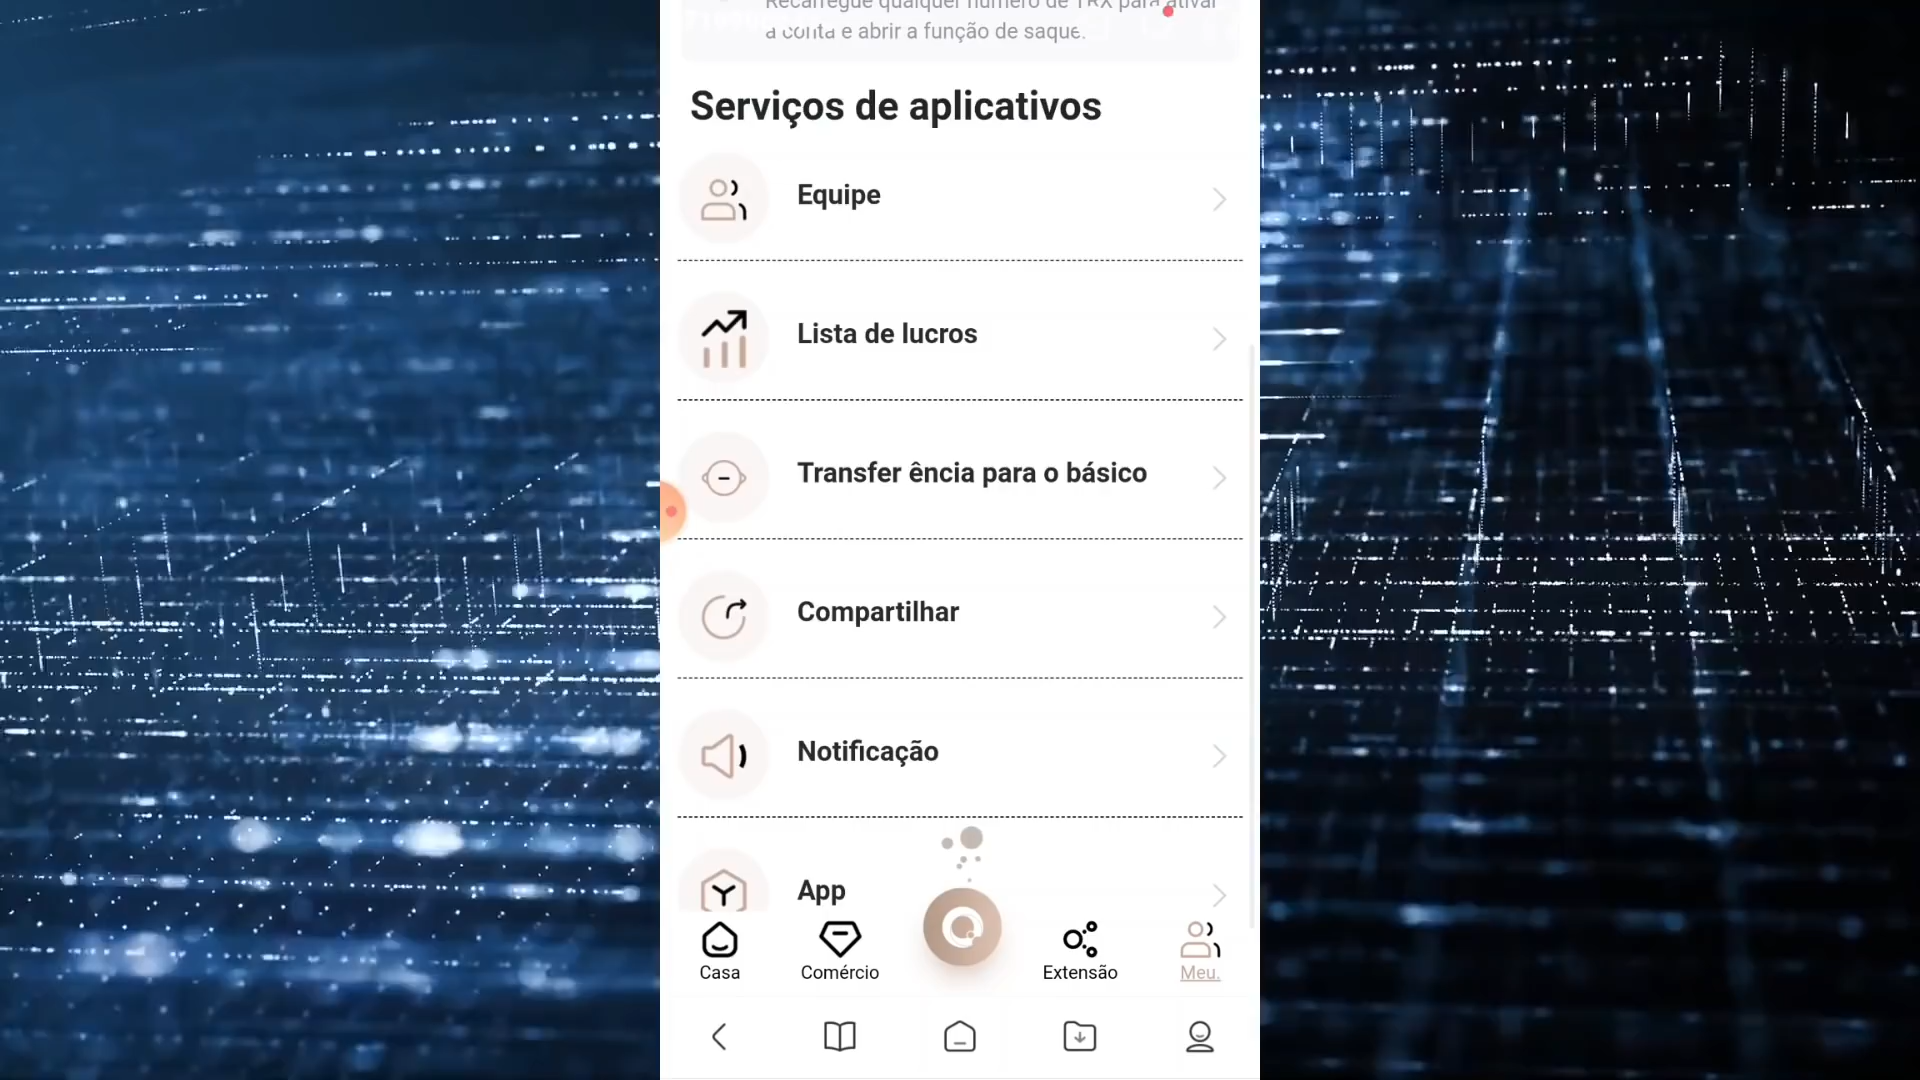 Recarregue qualquer número de TRX para ativar
a conta e abrir a função de saque.
Serviços de aplicativos
Equipe
Lista de lucros
Transfer ência para o básico
Compartilhar
Notificação
App
Casa
Comércio
Extensão
Meu.